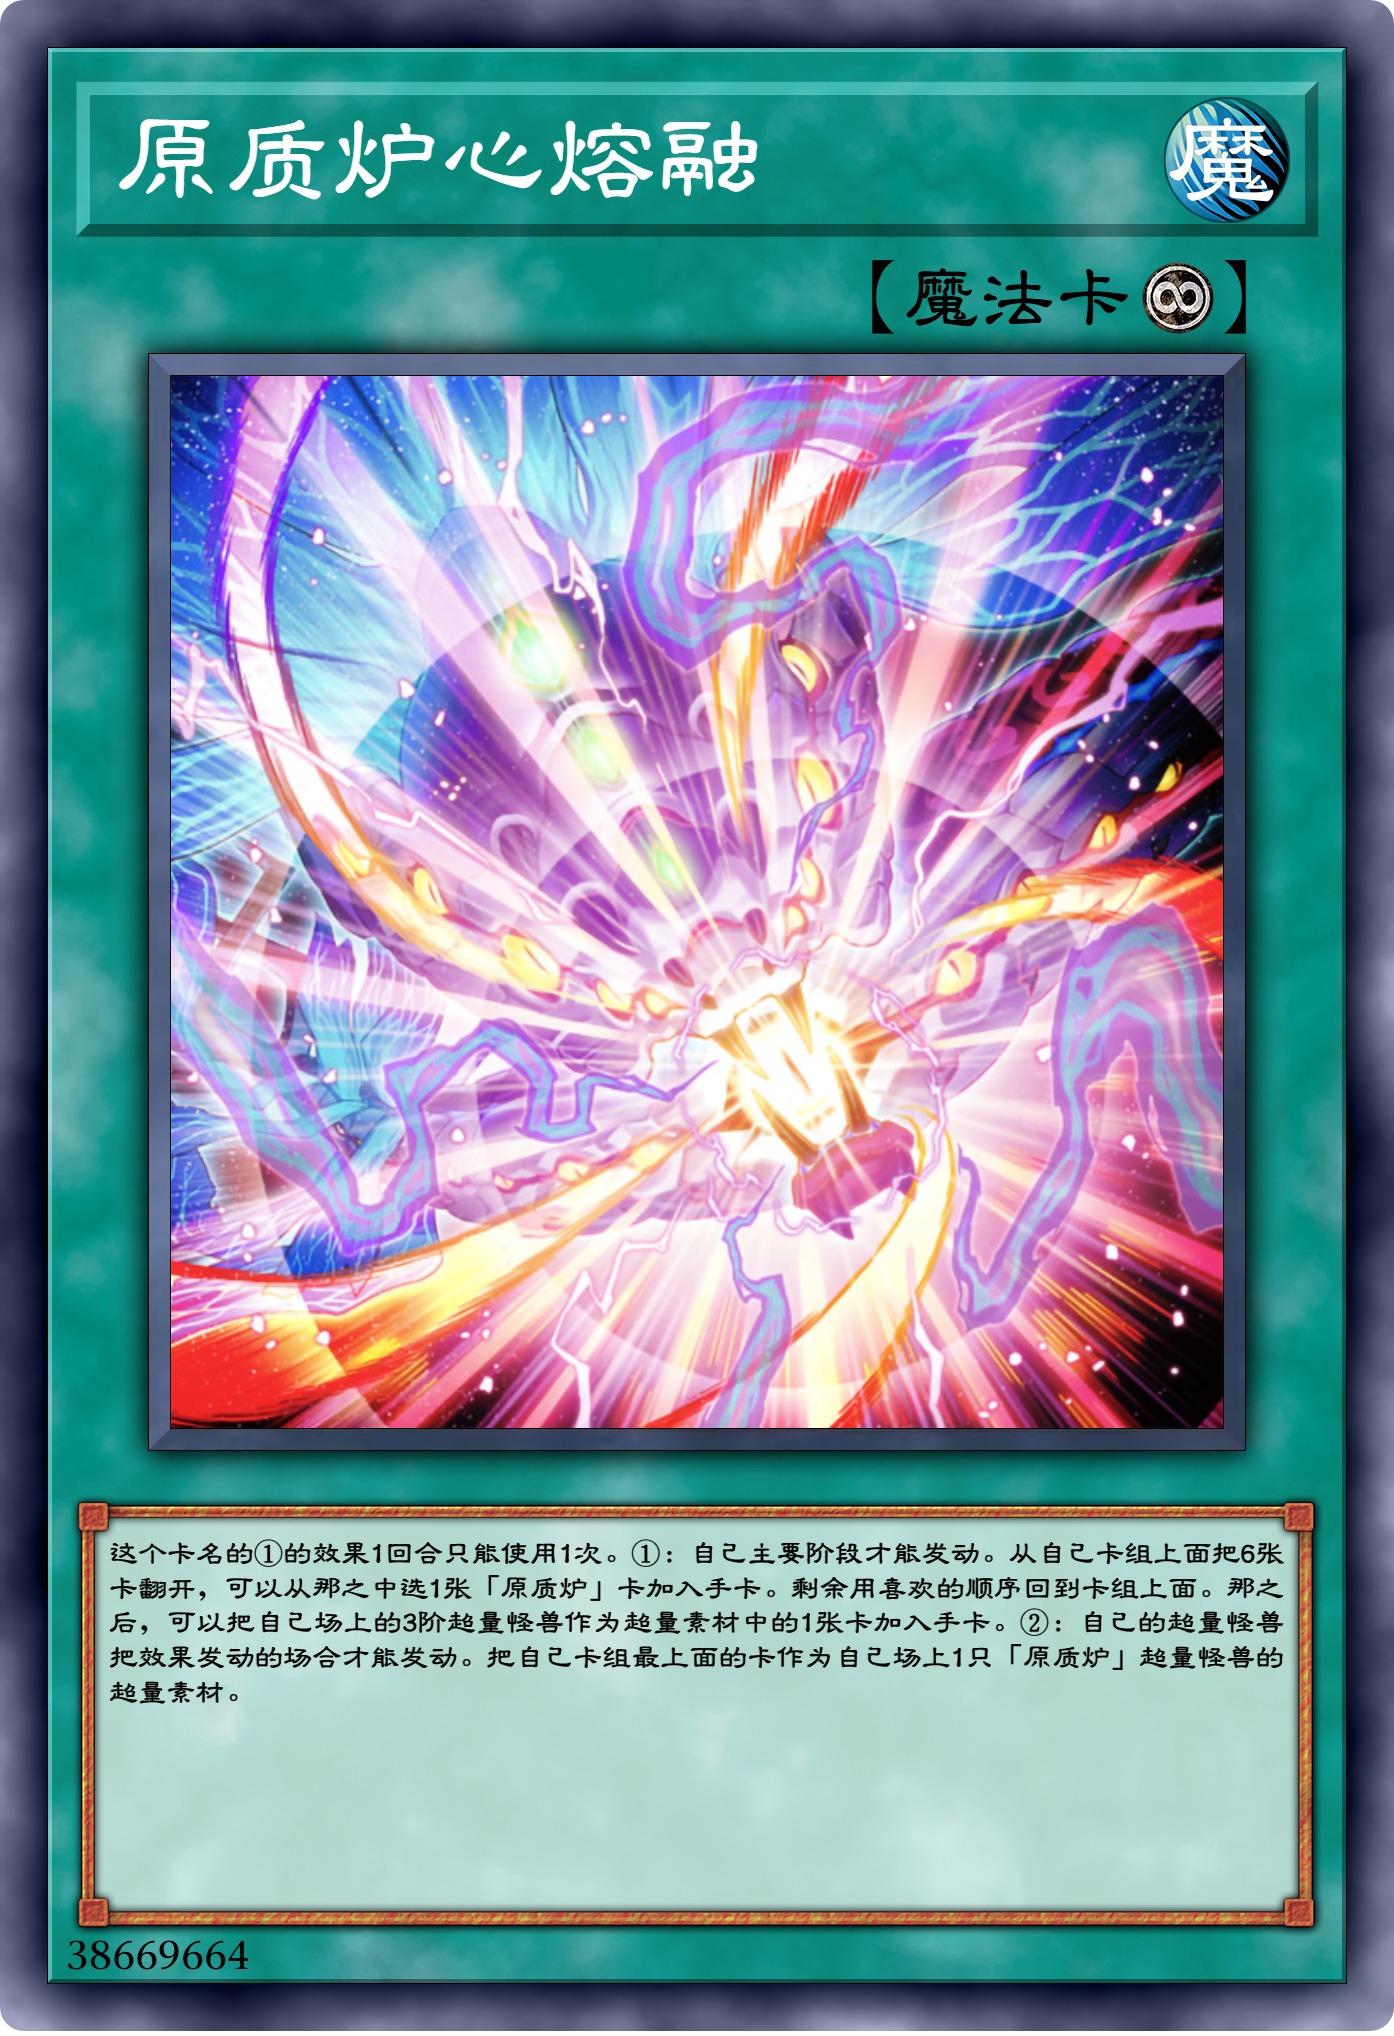 原质炉心熔融
魔
【魔法卡】
这个卡名的①的效果1回合只能使用1次。①：自己主要阶段才能发动。从自己卡组上面把6张
卡翻开，可以从那之中选1张「原质炉」卡加入手卡。剩余用喜欢的顺序回到卡组上面。那之
后，可以把自己场上的3阶超量怪兽作为超量素材中的1张卡加入手卡。②：自己的超量怪兽
把效果发动的场合才能发动。把自己卡组最上面的卡作为自己场上1只「原质炉」超量怪兽的
超量素材。
38669664